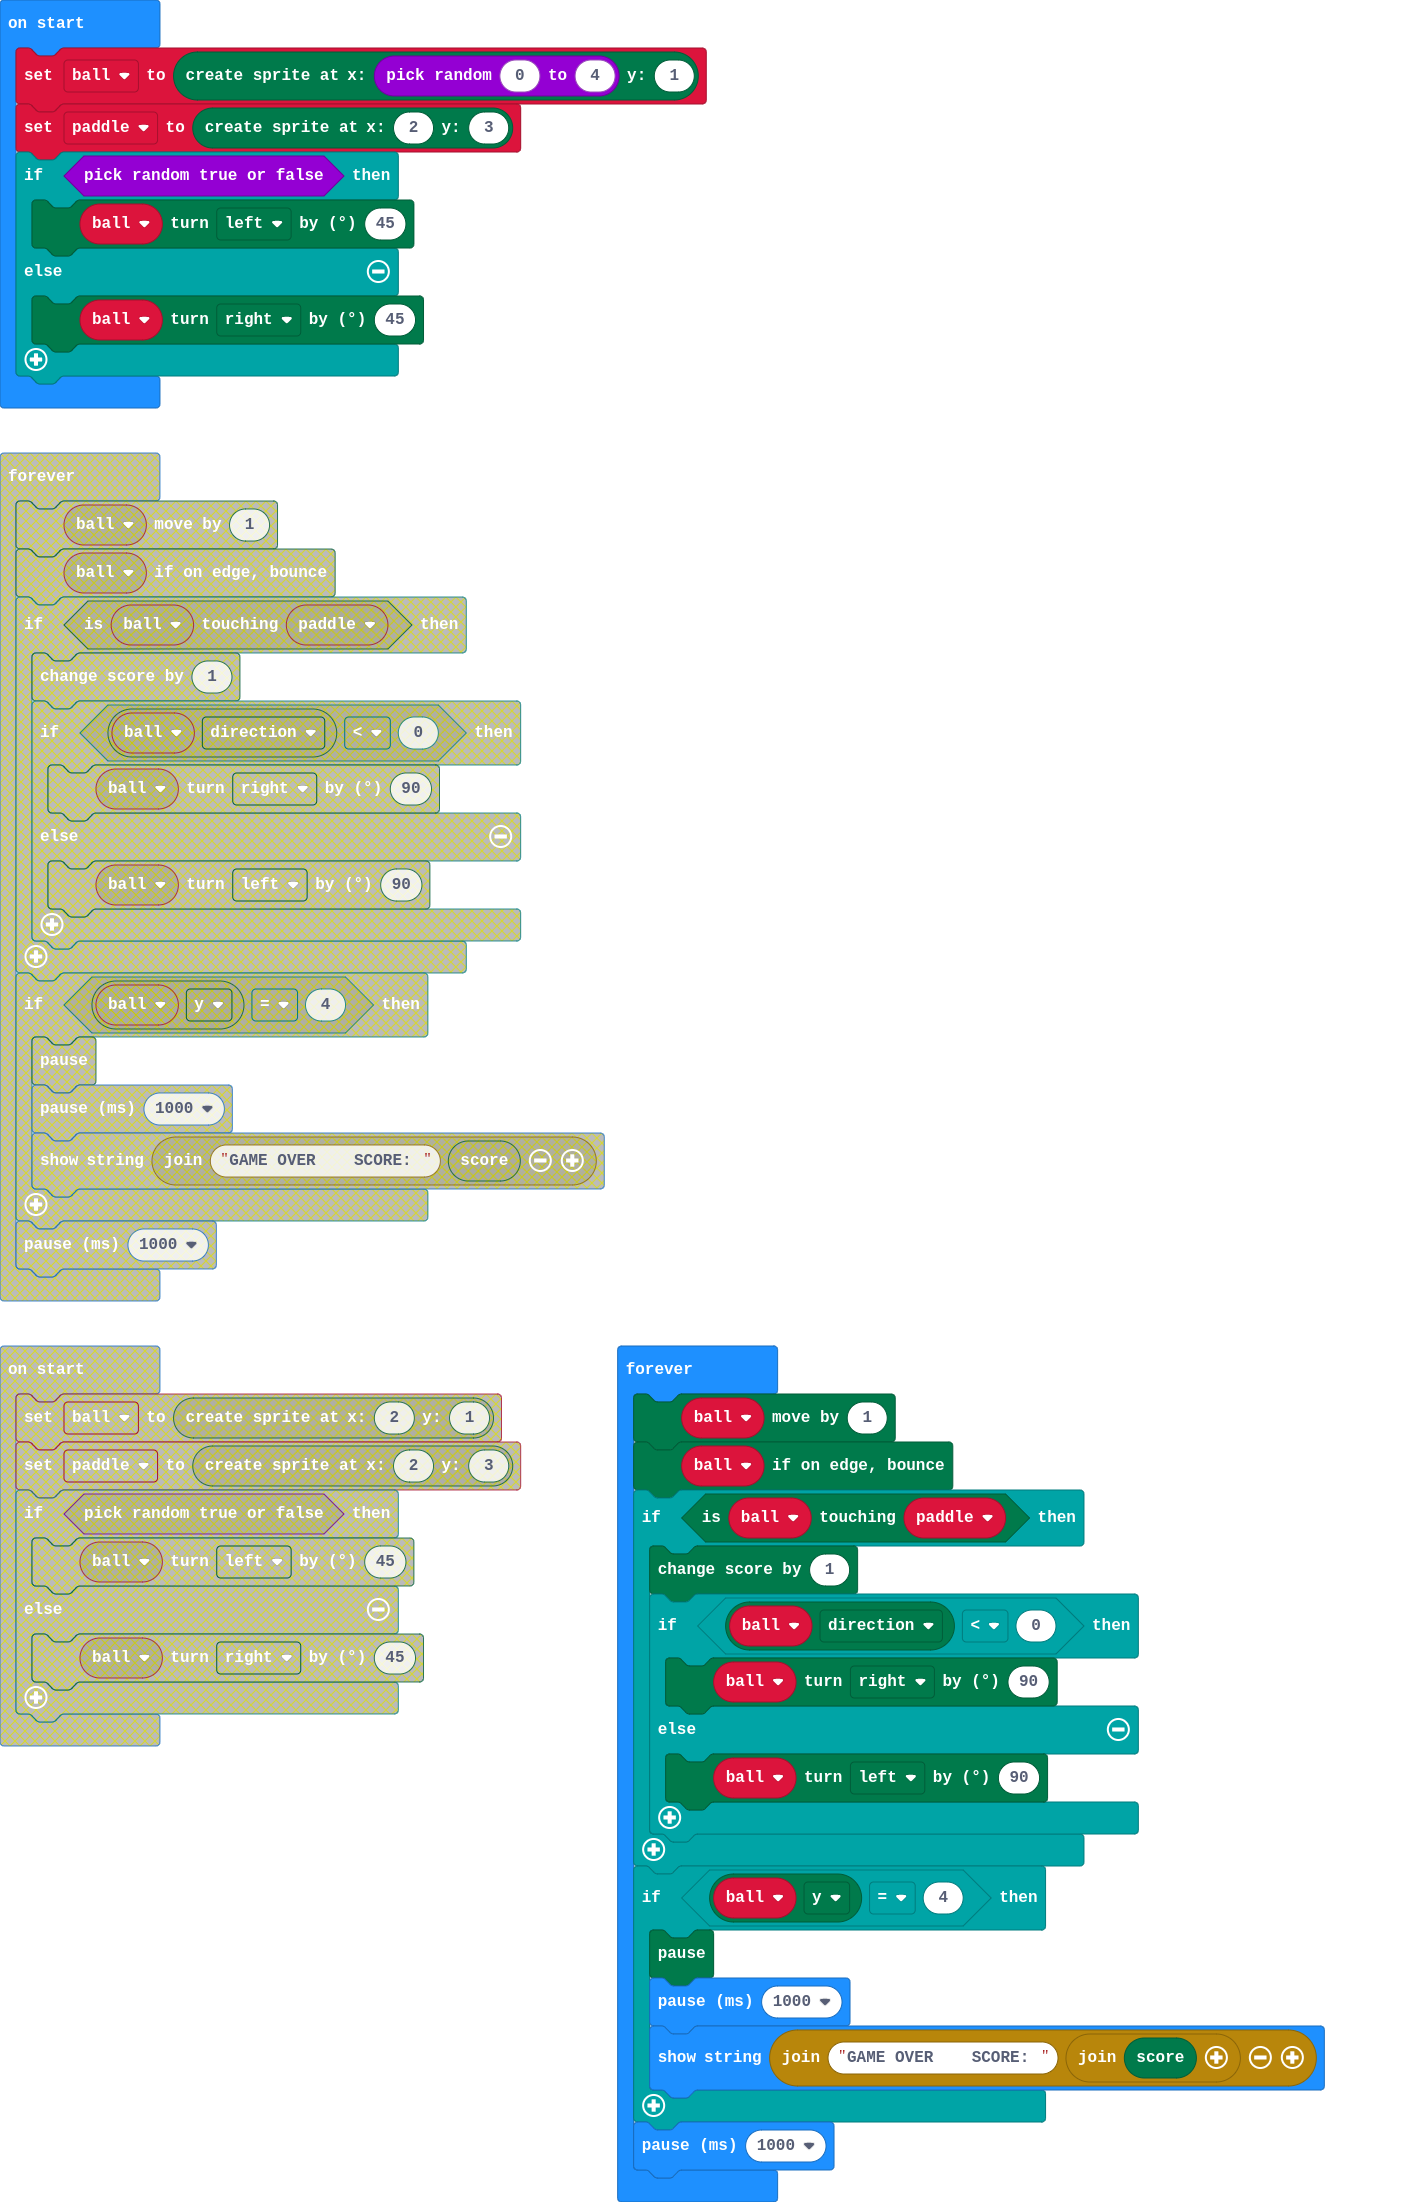 on start
set ball to create sprite at x: pick random 0 to 4 y: 1
set paddle to create sprite at x: 2 y: 3
if pick random true or false then
ball turn left by (°) 45
else
ball turn right by (°) 45
forever
ball move by 1
ball if on edge, bounce
if is ball touching paddle then
change score by 1
if ball direction < 0 then
ball turn right by (°) 90
else
ball turn left by (°) 90
if ball y = 4 then
pause
pause (ms) 1000
show string join "GAME OVER    SCORE: " score
pause (ms) 1000
on start
set ball to create sprite at x: 2 y: 1
set paddle to create sprite at x: 2 y: 3
if pick random true or false then
ball turn left by (°) 45
else
ball turn right by (°) 45
forever
ball move by 1
ball if on edge, bounce
if is ball touching paddle then
change score by 1
if ball direction < 0 then
ball turn right by (°) 90
else
ball turn left by (°) 90
if ball y = 4 then
pause
pause (ms) 1000
show string join "GAME OVER    SCORE: " join score
pause (ms) 1000